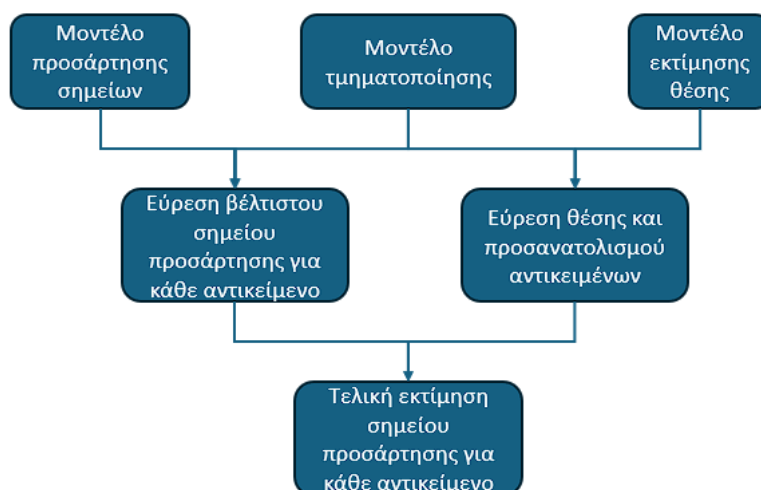 Μοντέλο
προσάρτησης
σημείων
Μοντέλο
τμηματοποίησης
Μοντέλο
εκτίμησης
θέσης
Εύρεση βέλτιστου
σημείου
προσάρτησης για
κάθε αντικείμενο
Εύρεση θέσης και
προσανατολισμού
αντικειμένων
Τελική εκτίμηση
σημείου
προσάρτησης για
κάθε αντικείμενο